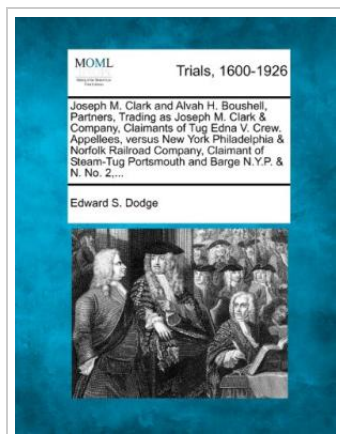 MOML
Trials, 1600-1926
Joseph M. Clark and Alvah H. Boushell,
Partners, Trading as Joseph M. Clark &
Company, Claimants of Tug Edna V. Crew.
Appellees, versus New York Philadelphia &
Norfolk Railroad Company, Claimant of
Steam-Tug Portsmouth and Barge N.Y.P. &
N. No. 2,...
Edward S. Dodge